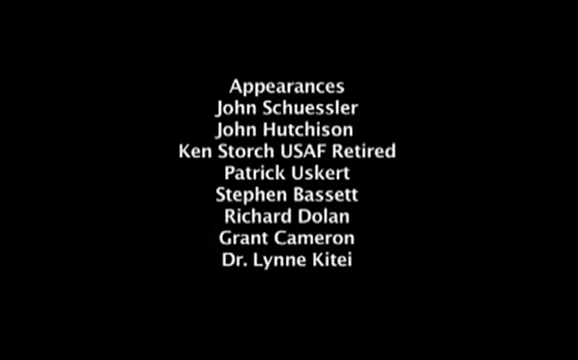 Appearances
John Schuessler
John Hutchison
Ken Storch USAF Retired
Patrick Uskert
Stephen Bassett
Richard Dolan
Grant Cameron
Dr. Lynne Kitei